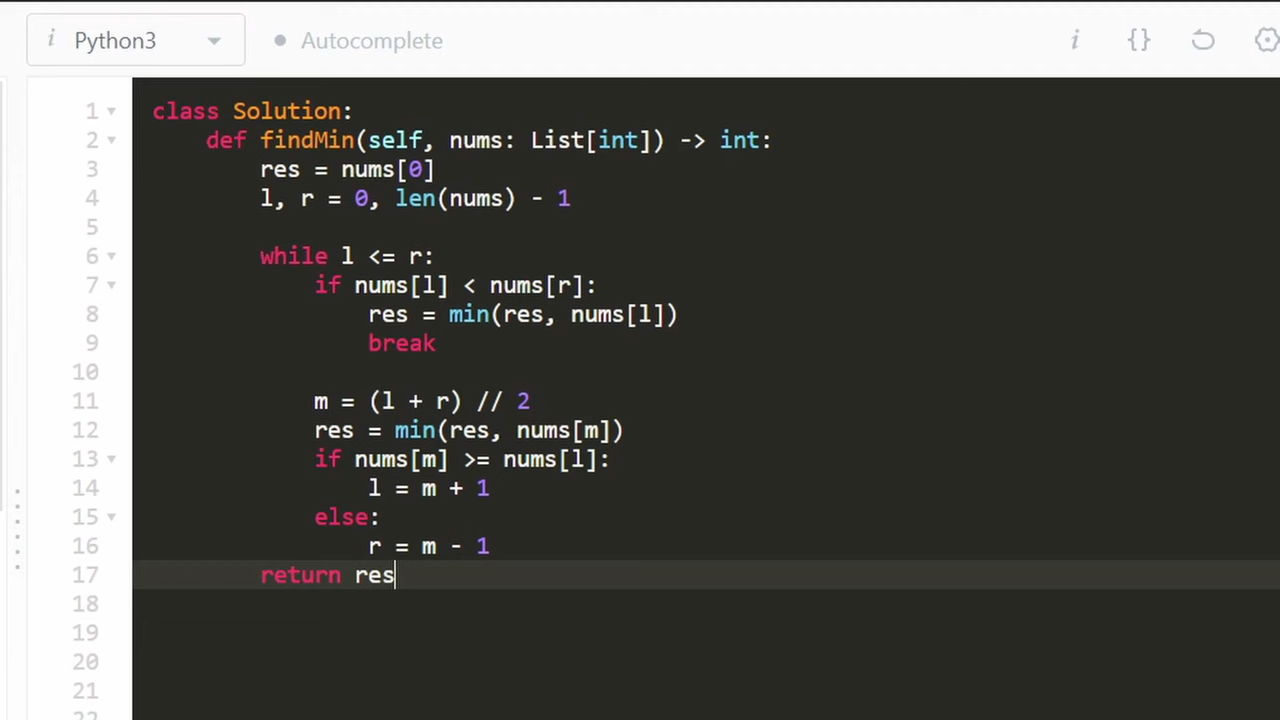 i Python3 Autocomplete i {}
1 class Solution:
2     def findMin(self, nums: List[int]) -> int:
3         res = nums[0]
4         l, r = 0, len(nums) - 1
5
6         while l <= r:
7             if nums[l] < nums[r]:
8                 res = min(res, nums[l])
9                 break
10
11             m = (l + r) // 2
12             res = min(res, nums[m])
13             if nums[m] >= nums[l]:
14                 l = m + 1
15             else:
16                 r = m - 1
17         return res
18
19
20
21
22